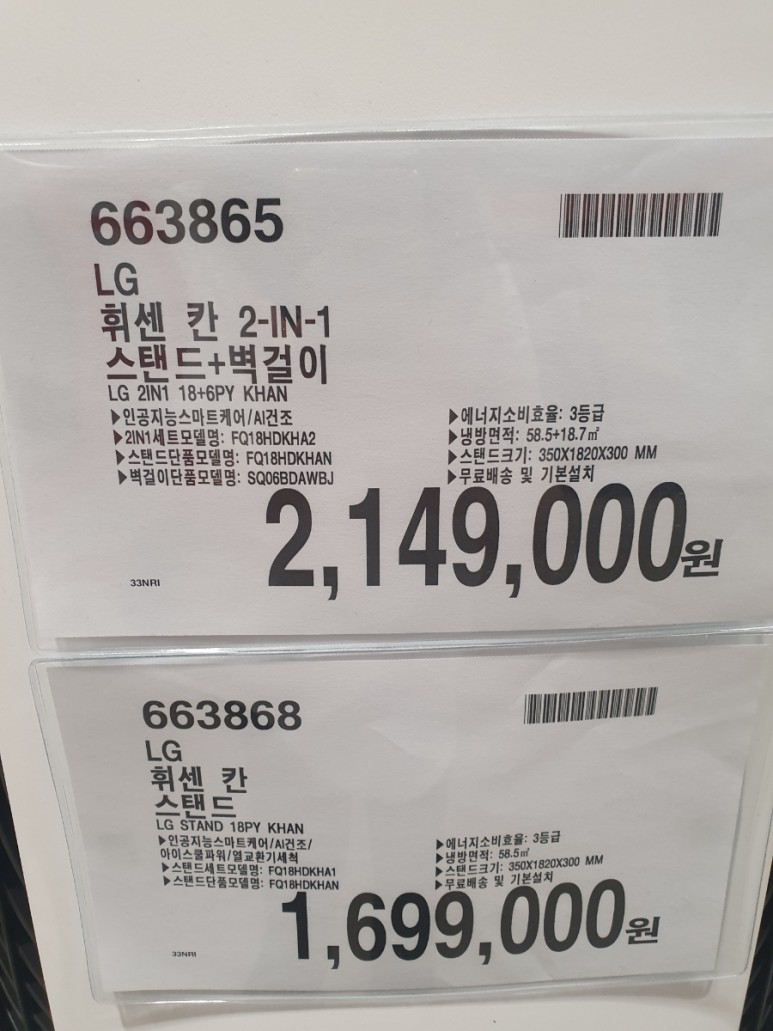 663865
LG
휘센 칸 2-IN-1
스탠드+벽걸이
LG 2IN1 18+6PY KHAN
▶인공지능스마트케어/AI건조
▶2IN1세트모델명: FQ18HDKHA2
▶스탠드단품모델명: FQ18HDKHAN
▶벽걸이단품모델명: SQ06BDAWBJ
▶에너지소비효율: 3등급
▶냉방면적: 58.5+18.7㎡
▶스탠드크기: 350X1820X300 MM
▶무료배송 및 기본설치
2,149,000원
33NRI
663868
LG
휘센 칸
스탠드
LG STAND 18PY KHAN
▶인공지능스마트케어/AI건조/
아이스쿨파워/열교환기세척
▶스탠드세트모델명: FQ18HDKHA1
▶스탠드단품모델명: FQ18HDKHAN
▶에너지소비효율: 3등급
▶냉방면적: 58.5㎡
▶스탠드크기: 350X1820X300 MM
▶무료배송 및 기본설치
1,699,000원
33NRI